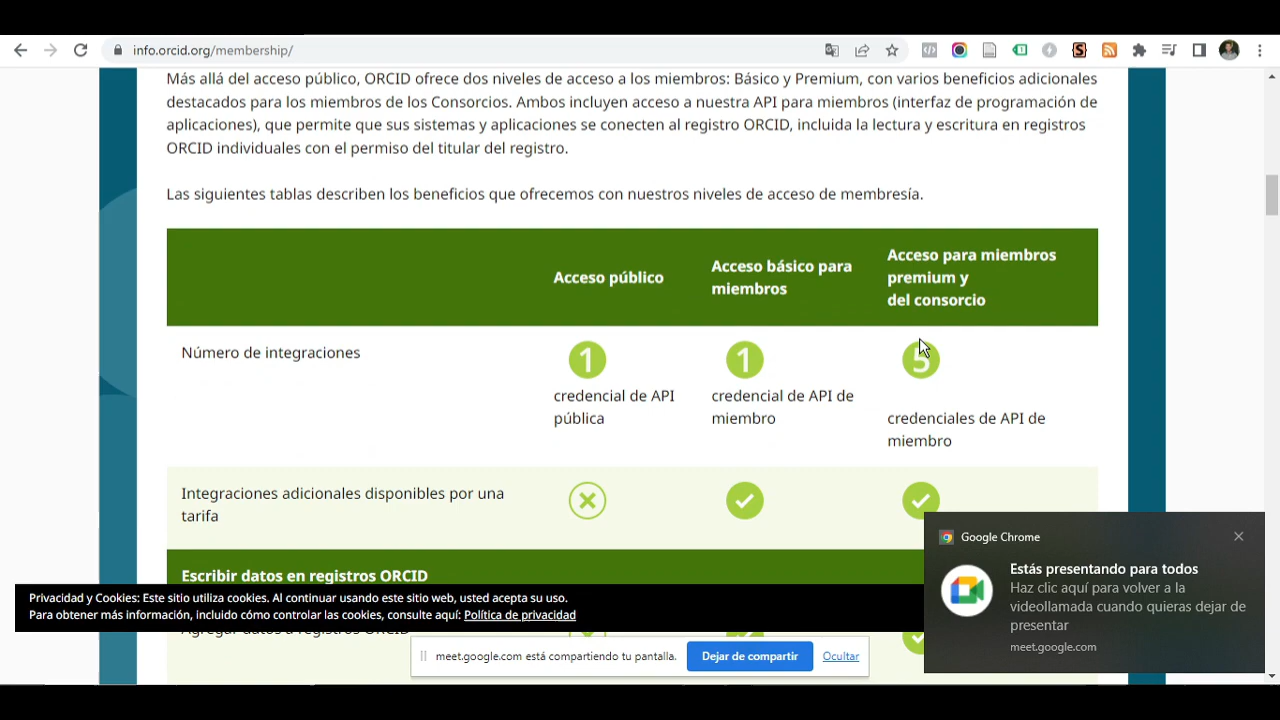 info.orcid.org/membership/
Más allá del acceso público, ORCID ofrece dos niveles de acceso a los miembros: Básico y Premium, con varios beneficios adicionales
destacados para los miembros de los Consorcios. Ambos incluyen acceso a nuestra API para miembros (interfaz de programación de
aplicaciones), que permite que sus sistemas y aplicaciones se conecten al registro ORCID, incluida la lectura y escritura en registros
ORCID individuales con el permiso del titular del registro.
Las siguientes tablas describen los beneficios que ofrecemos con nuestros niveles de acceso de membresía.
Acceso público
Acceso básico para
miembros
Acceso para miembros
premium y
del consorcio
Número de integraciones
1
credencial de API
pública
1
credencial de API de
miembro
5
credenciales de API de
miembro
Integraciones adicionales disponibles por una
tarifa
Escribir datos en registros ORCID
Privacidad y Cookies: Este sitio utiliza cookies. Al continuar usando este sitio web, usted acepta su uso.
Para obtener más información, incluido cómo controlar las cookies, consulte aquí: Política de privacidad
Agregar datos a registros ORCID
meet.google.com está compartiendo tu pantalla.
Dejar de compartir
Ocultar
Google Chrome
Estás presentando para todos
Haz clic aquí para volver a la
videollamada cuando quieras dejar de
presentar
meet.google.com